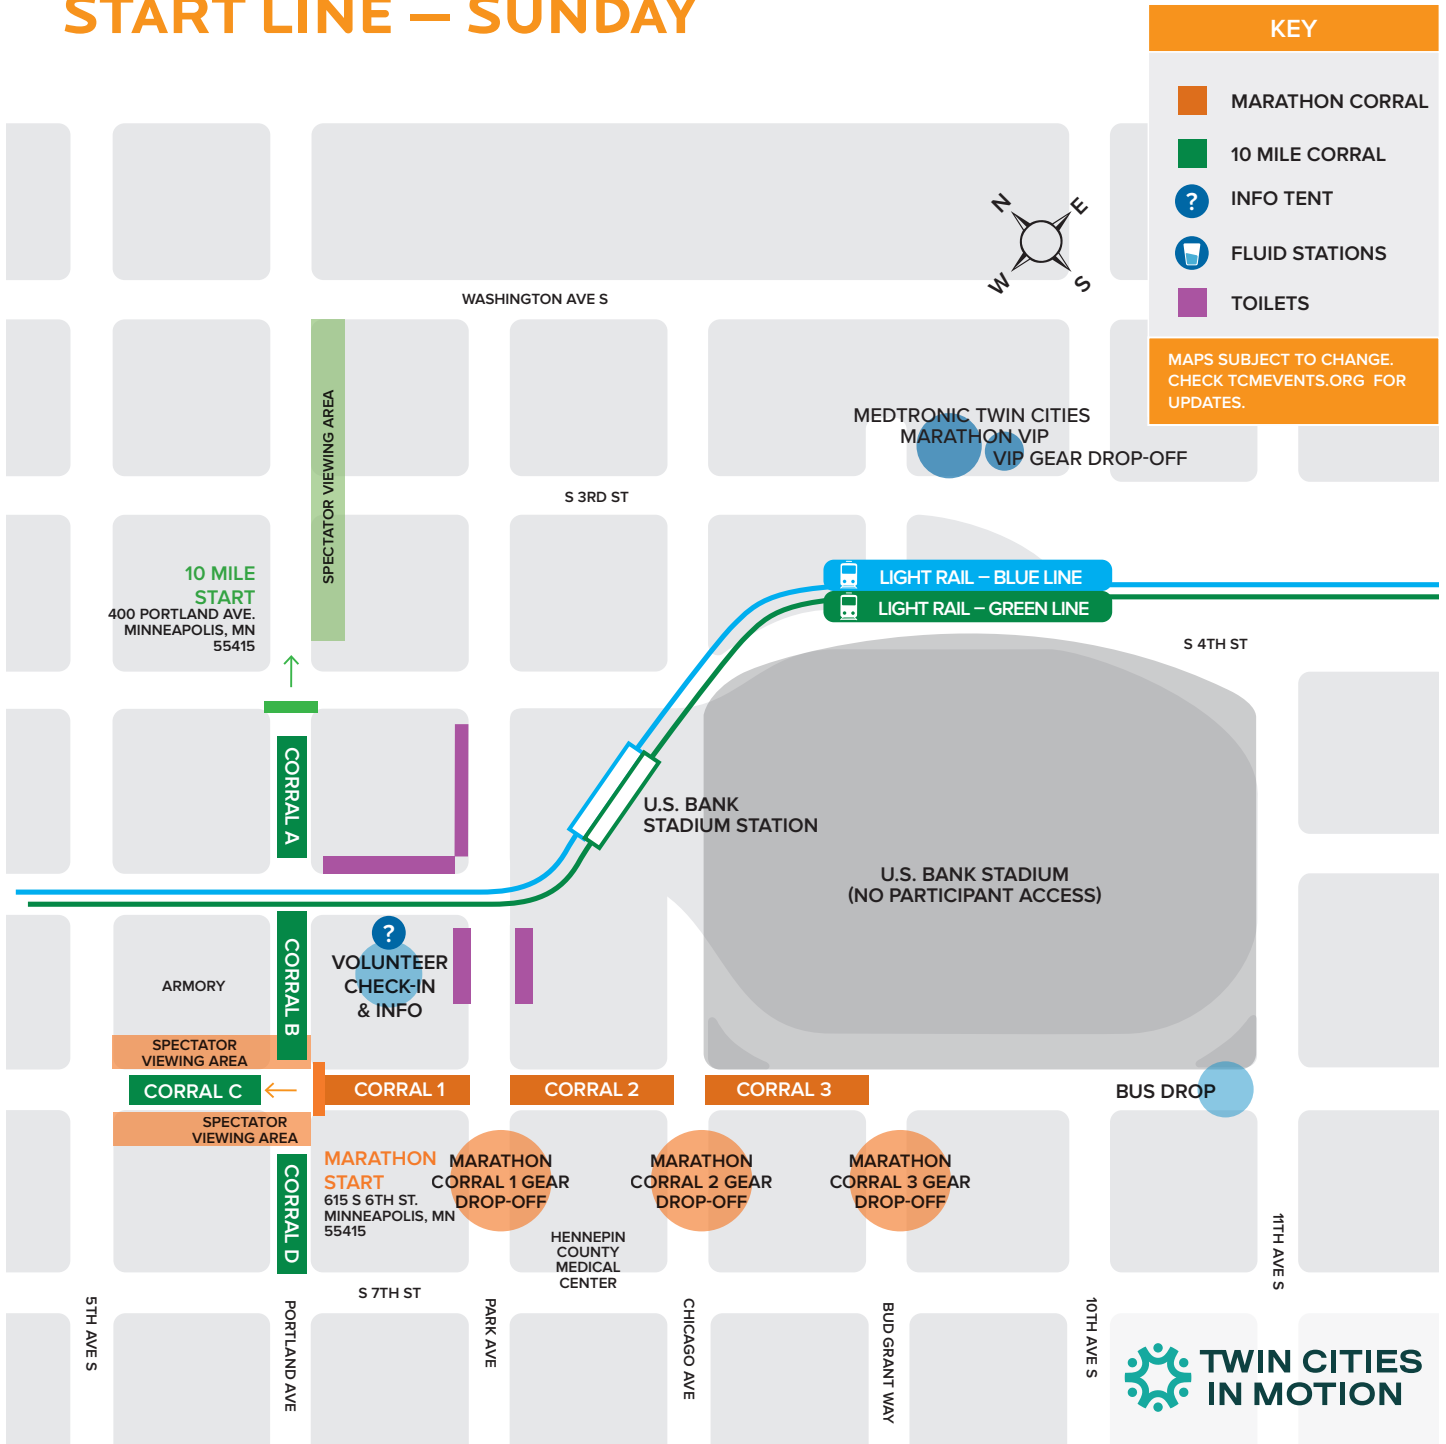 START LINE — SUNDAY
KEY
MARATHON CORRAL
10 MILE CORRAL
?
INFO TENT
FLUID STATIONS
TOILETS
MAPS SUBJECT TO CHANGE.
CHECK TCMEVENTS.ORG FOR
UPDATES.
N
E
W
S
WASHINGTON AVE S
SPECTATOR VIEWING AREA
MEDTRONIC TWIN CITIES
MARATHON VIP
VIP GEAR DROP-OFF
S 3RD ST
10 MILE
START
400 PORTLAND AVE.
MINNEAPOLIS, MN
55415
LIGHT RAIL – BLUE LINE
LIGHT RAIL – GREEN LINE
S 4TH ST
CORRAL A
U.S. BANK
STADIUM STATION
U.S. BANK STADIUM
(NO PARTICIPANT ACCESS)
ARMORY
CORRAL B
?
VOLUNTEER
CHECK-IN
& INFO
SPECTATOR
VIEWING AREA
CORRAL C
CORRAL 1
CORRAL 2
CORRAL 3
BUS DROP
SPECTATOR
VIEWING AREA
CORRAL D
MARATHON
START
615 S 6TH ST.
MINNEAPOLIS, MN
55415
MARATHON
CORRAL 1 GEAR
DROP-OFF
MARATHON
CORRAL 2 GEAR
DROP-OFF
MARATHON
CORRAL 3 GEAR
DROP-OFF
HENNEPIN
COUNTY
MEDICAL
CENTER
S 7TH ST
5TH AVE S
PORTLAND AVE
PARK AVE
CHICAGO AVE
BUD GRANT WAY
10TH AVE S
11TH AVE S
TWIN CITIES
IN MOTION